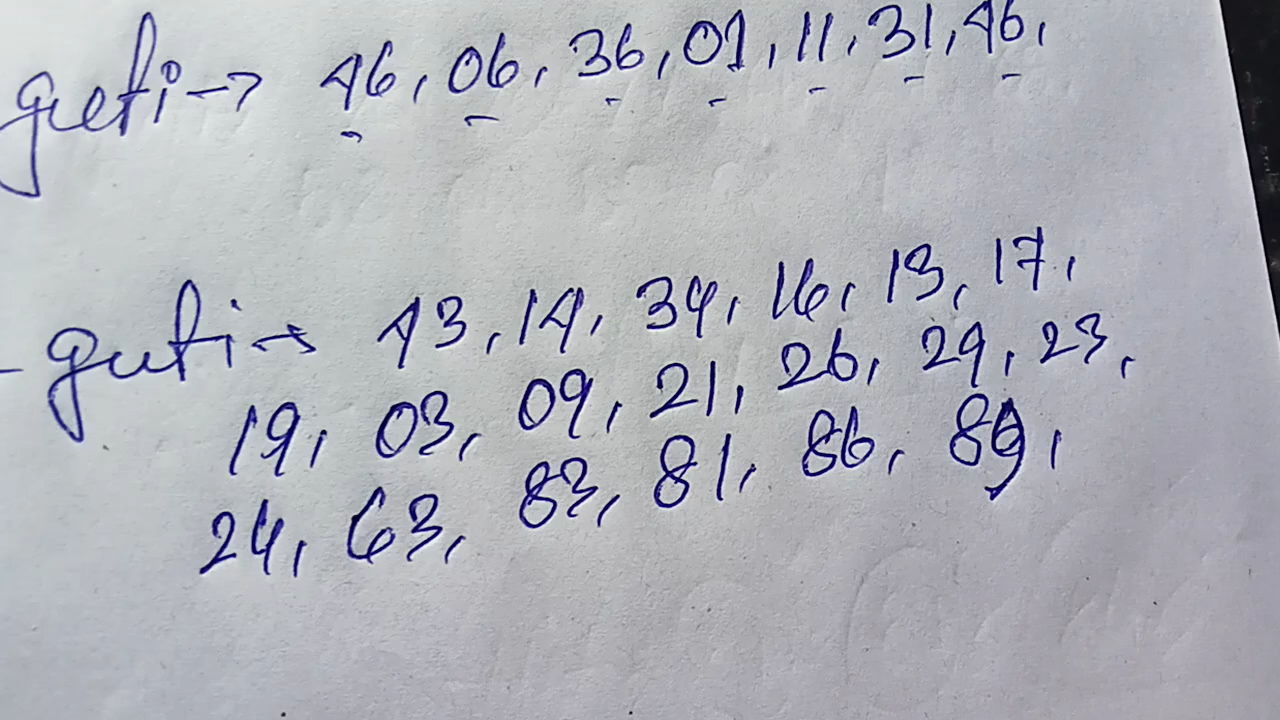 guti → 46, 06, 36, 01, 11, 31, 46,
- guti → 43, 14, 34, 16, 13, 17,
19, 03, 09, 21, 26, 29, 23,
24, 63, 83, 81, 86, 89,